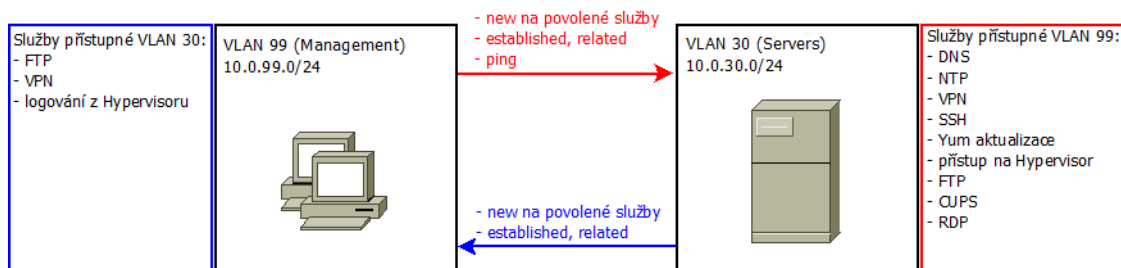 Služby přístupné VLAN 30:
- FTP
- VPN
- logování z Hypervisoru
VLAN 99 (Management)
10.0.99.0/24
- new na povolené služby
- established, related
- ping
- new na povolené služby
- established, related
VLAN 30 (Servers)
10.0.30.0/24
Služby přístupné VLAN 99:
- DNS
- NTP
- VPN
- SSH
- Yum aktualizace
- přístup na Hypervisor
- FTP
- CUPS
- RDP